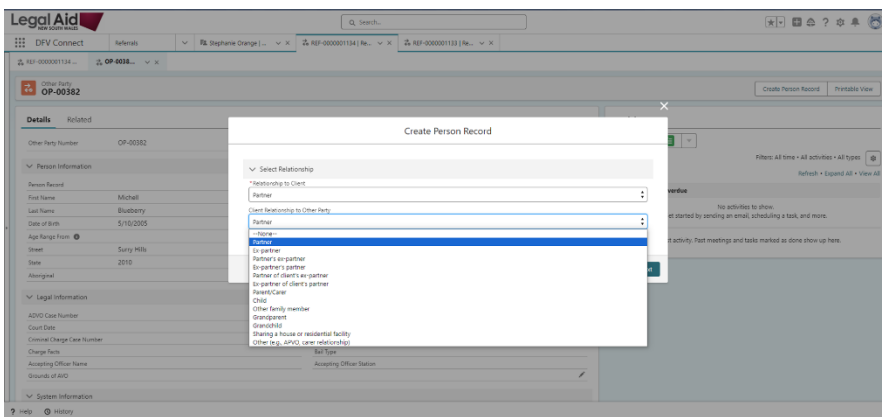 Legal Aid
NEW SOUTH WALES
Search...
DFV Connect
Referrals
Stephanie Orange | ...
REF-0000001134 | Re...
REF-0000001133 | Re...
REF-0000001134 ...
OP-0038...
Other Party
OP-00382
Create Person Record
Printable View
Details
Related
Other Party Number
OP-00382
Person Information
Person Record
First Name
Michell
Last Name
Blueberry
Date of Birth
5/10/2005
Age Range From
Street
Surry Hills
State
2010
Aboriginal
Legal Information
ADVO Case Number
Court Date
Criminal Charge Case Number
Charge Parts
Bail Type
Accepting Officer Name
Accepting Officer Station
Grounds of AVO
System Information
Create Person Record
Select Relationship
*Relationship to Client
Partner
Client Relationship to Other Party
Partner
--None--
Partner
Ex-partner
Partner's ex-partner
Ex-partner's partner
Partner of client's ex-partner
Ex-partner of client's partner
Parent/Carer
Child
Other family member
Grandparent
Grandchild
Sharing a house or residential facility
Other (e.g., APVO, carer relationship)
Filters: All time • All activities • All types
Refresh • Expand All • View All
verdue
No activities to show.
et started by sending an email, scheduling a task, and more.
t activity. Past meetings and tasks marked as done show up here.
Help
History